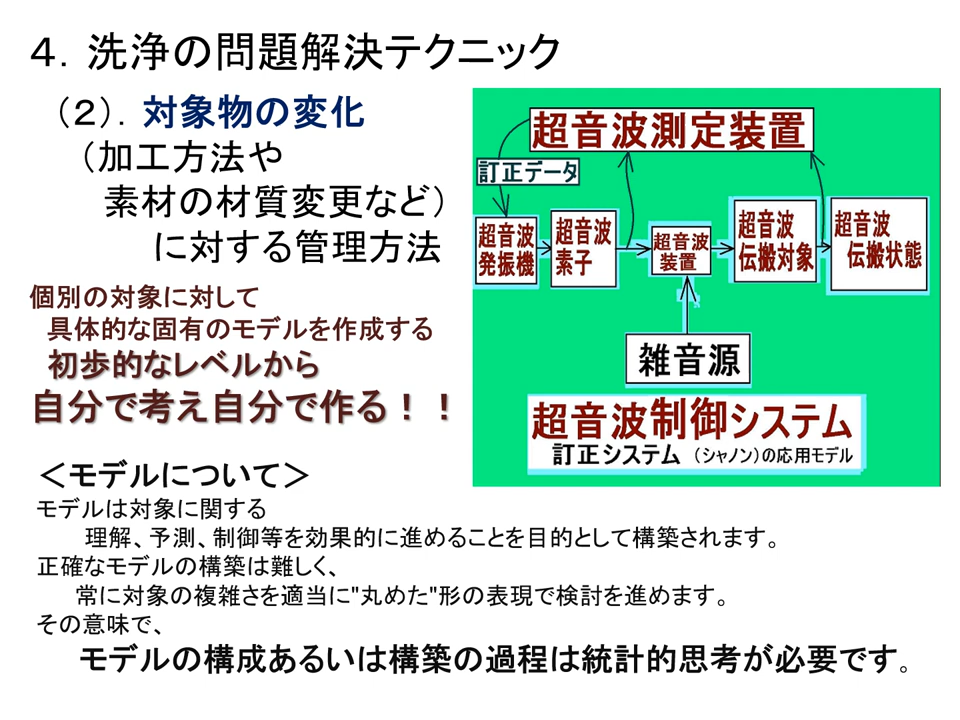 ４．洗浄の問題解決テクニック
（２）．対象物の変化
（加工方法や
素材の材質変更など）
に対する管理方法
個別の対象に対して
具体的な固有のモデルを作成する
初歩的なレベルから
自分で考え自分で作る！！
超音波測定装置
訂正データ
超音波
発振機
超音波
素子
超音波
装置
超音波
伝搬対象
超音波
伝搬状態
雑音源
超音波制御システム
訂正システム （シャノン）の応用モデル
＜モデルについて＞
モデルは対象に関する
理解、予測、制御等を効果的に進めることを目的として構築されます。
正確なモデルの構築は難しく、
常に対象の複雑さを適当に"丸めた"形の表現で検討を進めます。
その意味で、
モデルの構成あるいは構築の過程は統計的思考が必要です。